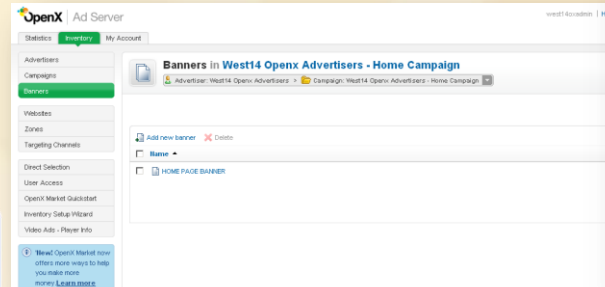 OpenX Ad Server
west14oxadmin
Statistics Inventory My Account
Advertisers
Campaigns
Banners
Websites
Zones
Targeting Channels
Direct Selection
User Access
OpenX Market Quickstart
Inventory Setup Wizard
Video Ads - Player Info
New! OpenX Market now
offers more ways to help
you make more
money. Learn more
Banners in West14 Openx Advertisers - Home Campaign
Advertiser: West14 Openx Advertisers > Campaign: West14 Openx Advertisers - Home Campaign
Add new banner Delete
Name
HOME PAGE BANNER